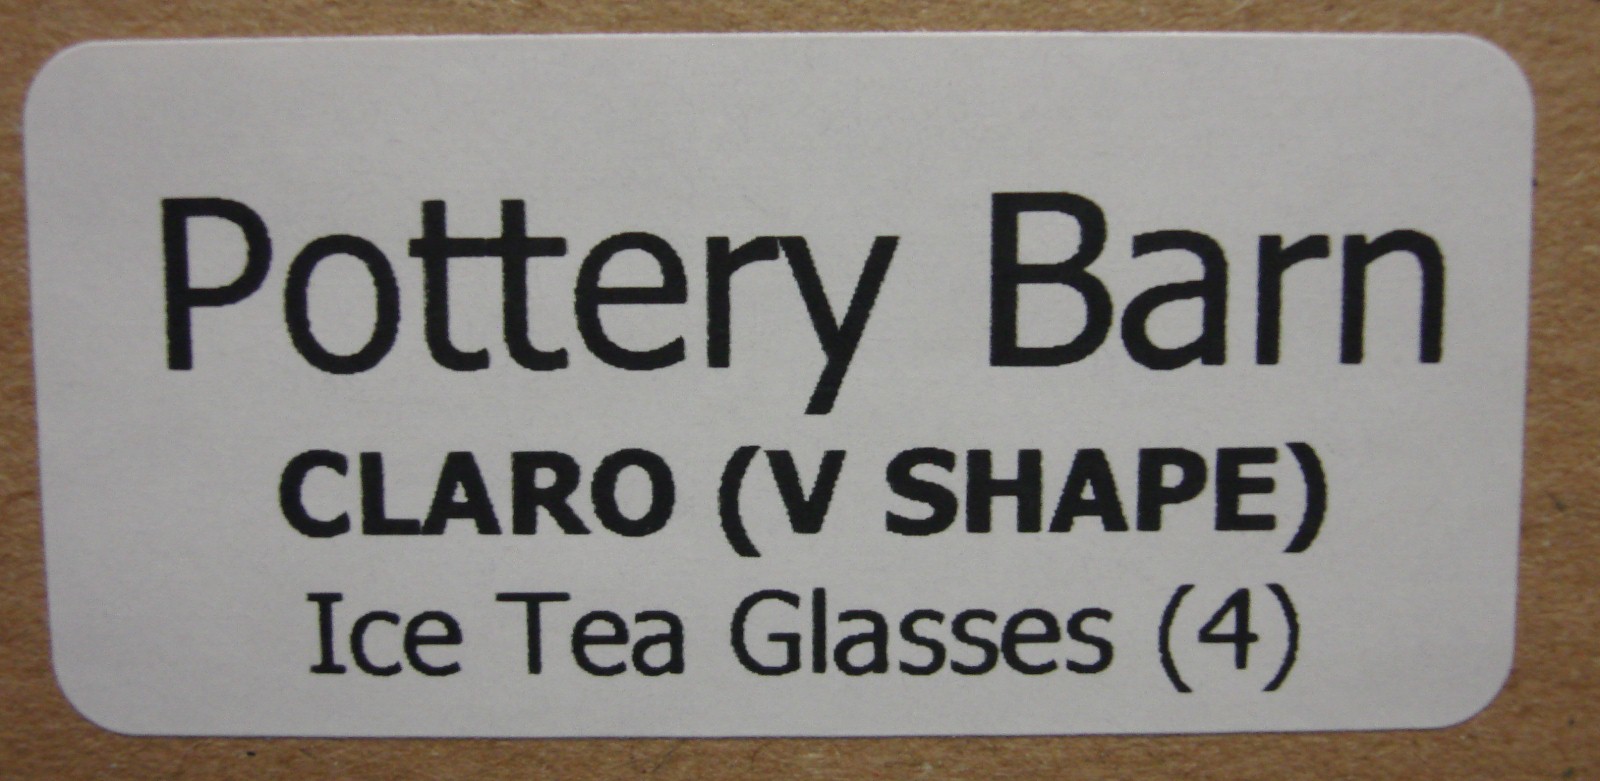 Pottery Barn
CLARO (V SHAPE)
Ice Tea Glasses (4)